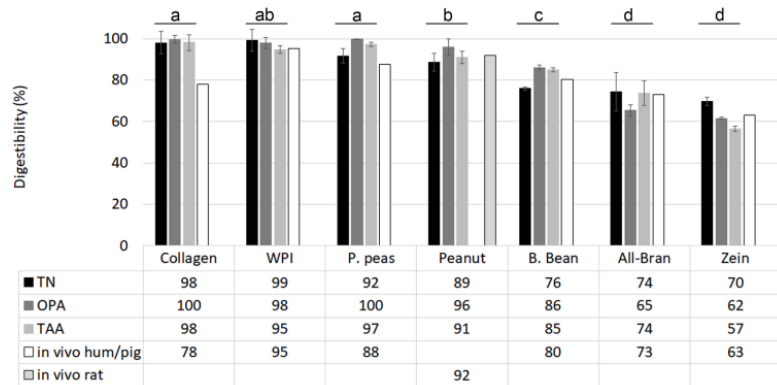 a ab a b c d d
100
80
60
40
20
0
Digestibility (%)
Collagen WPI P. peas Peanut B. Bean All-Bran Zein
TN 98 99 92 89 76 74 70
OPA 100 98 100 96 86 65 62
TAA 98 95 97 91 85 74 57
in vivo hum/pig 78 95 88 80 73 63
in vivo rat 92